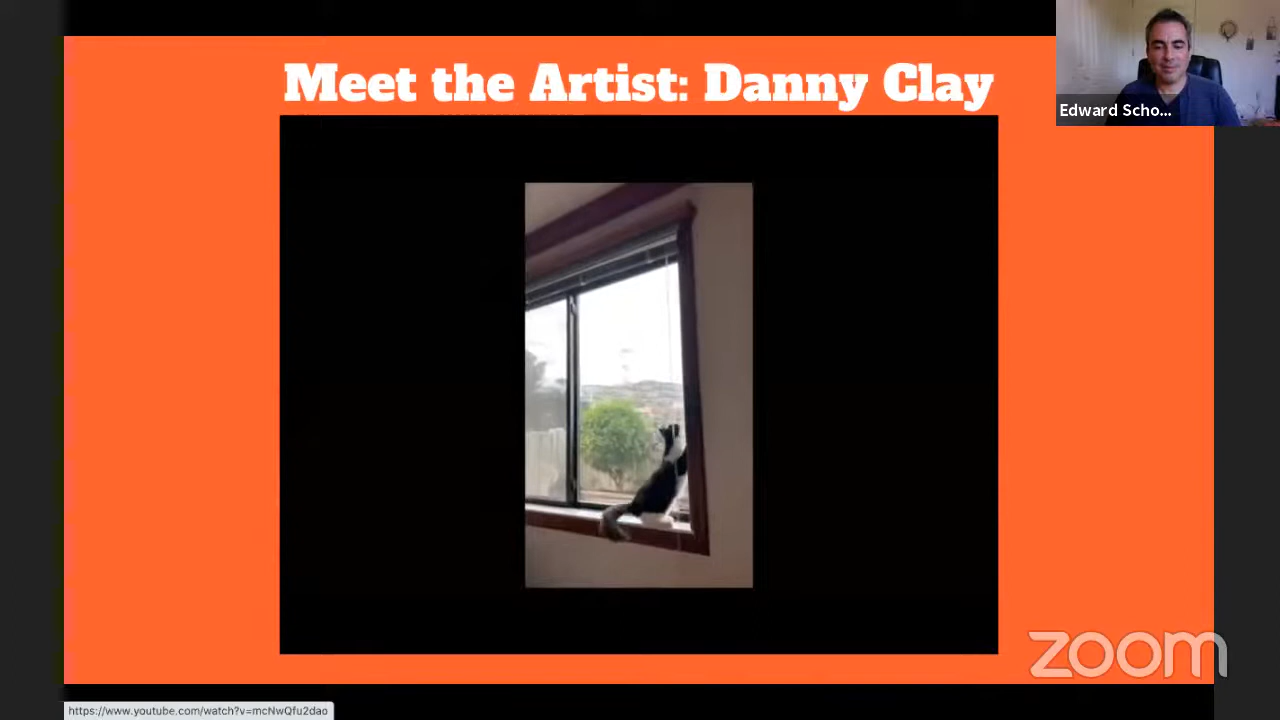 Meet the Artist: Danny Clay
Edward Scho...
zoom
https://www.youtube.com/watch?v=mcNwQfu2dao